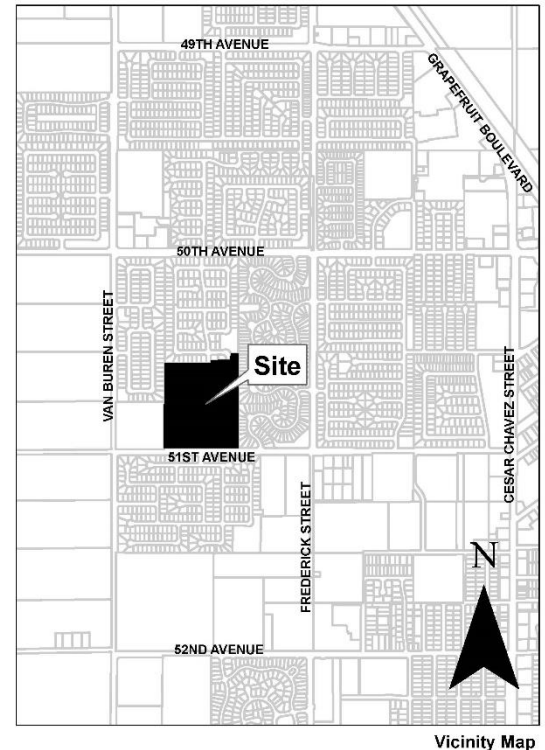 49TH AVENUE
GRAPEFRUIT BOULEVARD
50TH AVENUE
VAN BUREN STREET
Site
CESAR CHAVEZ STREET
51ST AVENUE
FREDERICK STREET
N
52ND AVENUE
Vicinity Map